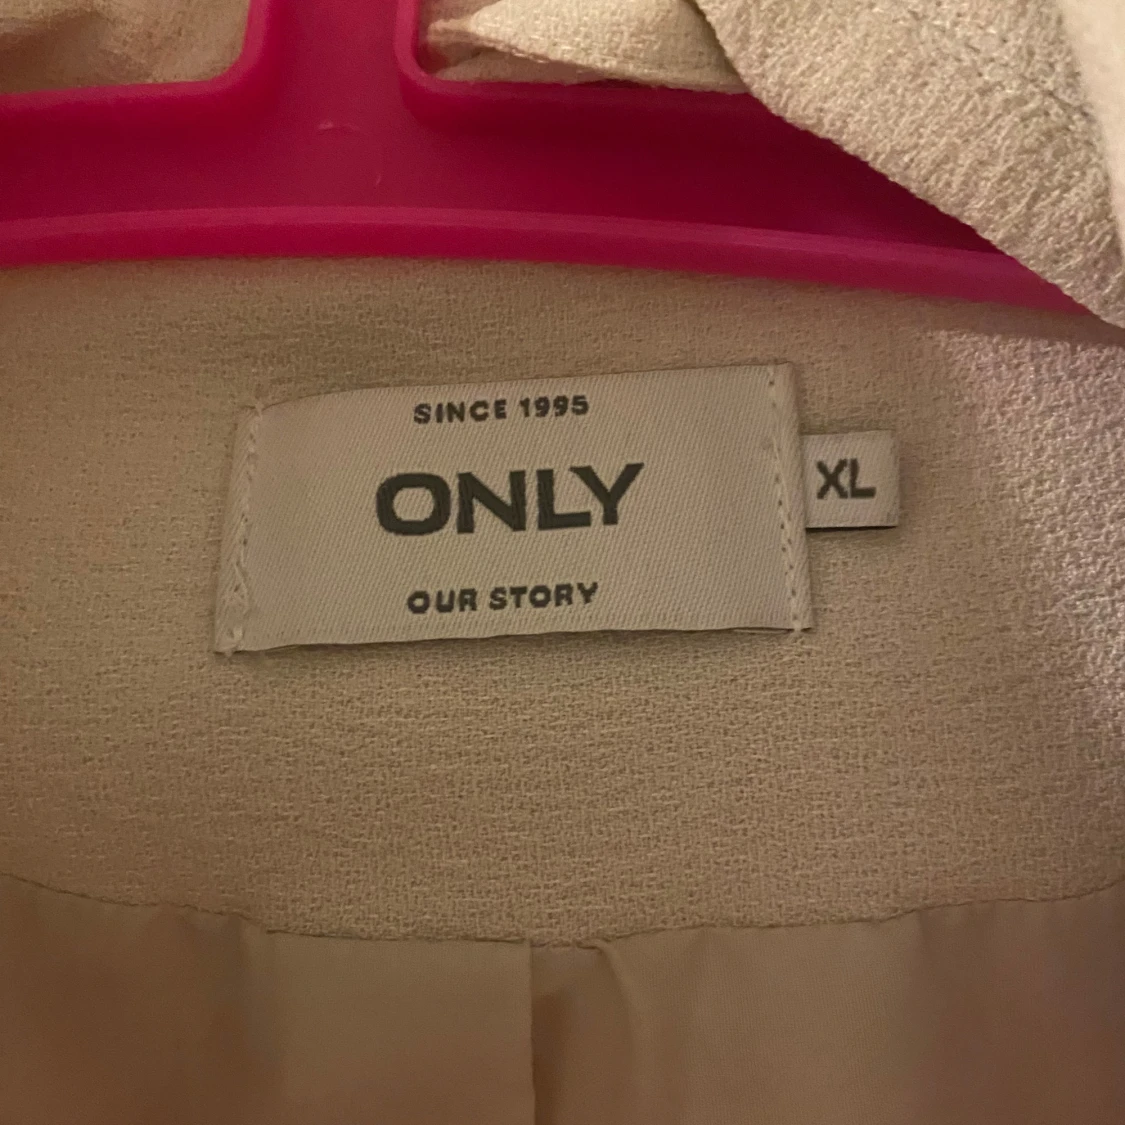 SINCE 1995
ONLY
XL
OUR STORY